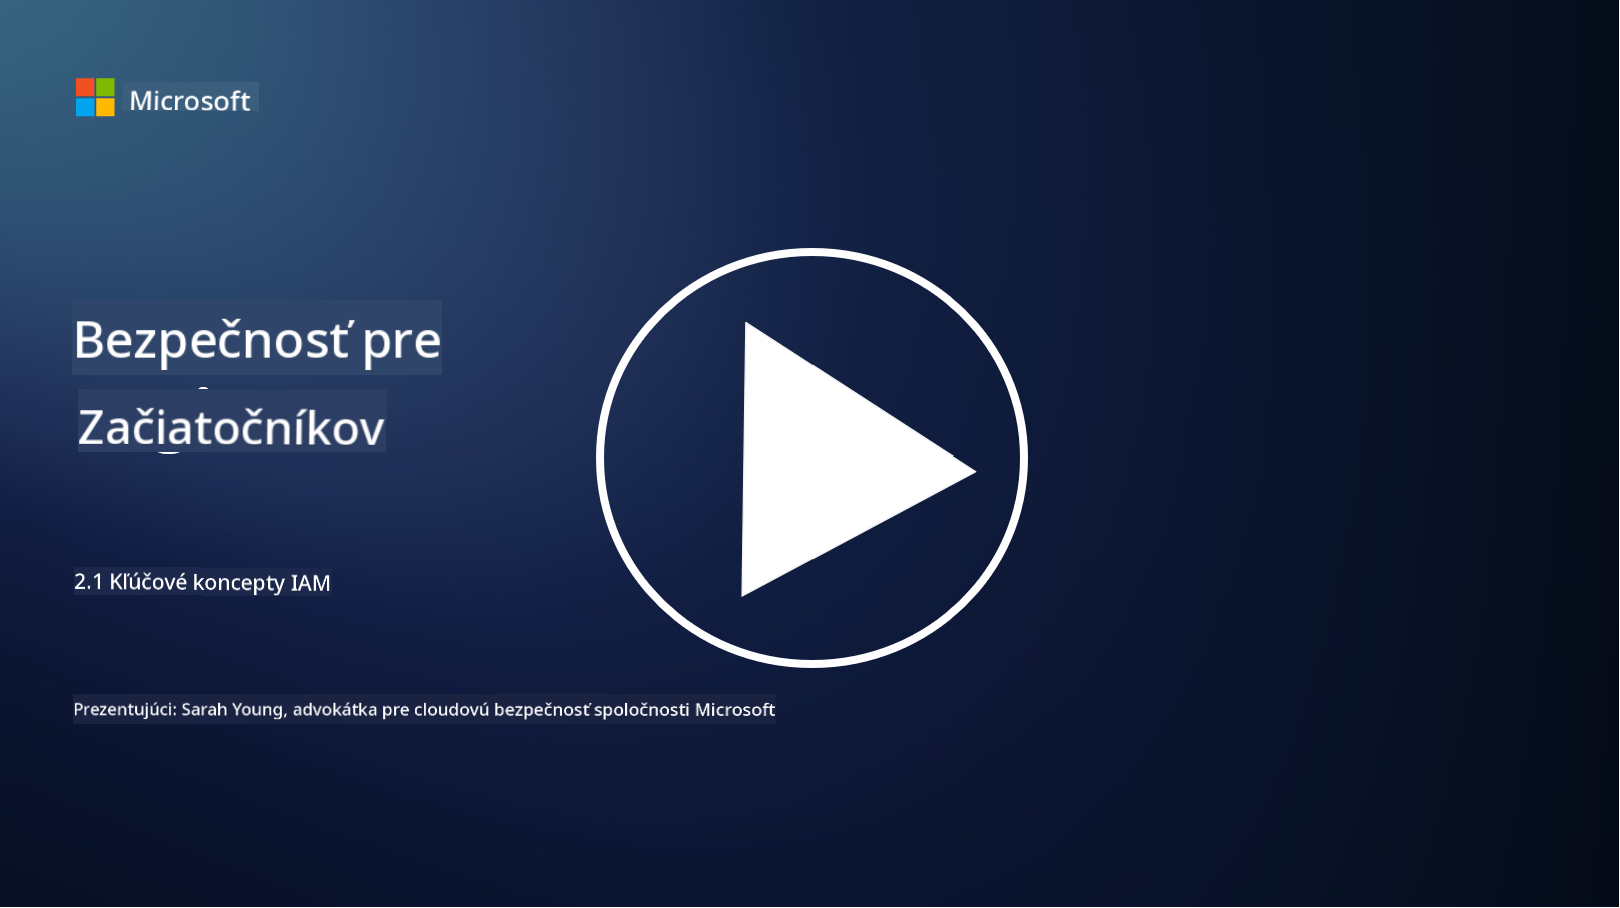 Microsoft
Bezpečnosť pre
Začiatočníkov
2.1 Kľúčové koncepty IAM
Prezentujúci: Sarah Young, advokátka pre cloudovú bezpečnosť spoločnosti Microsoft